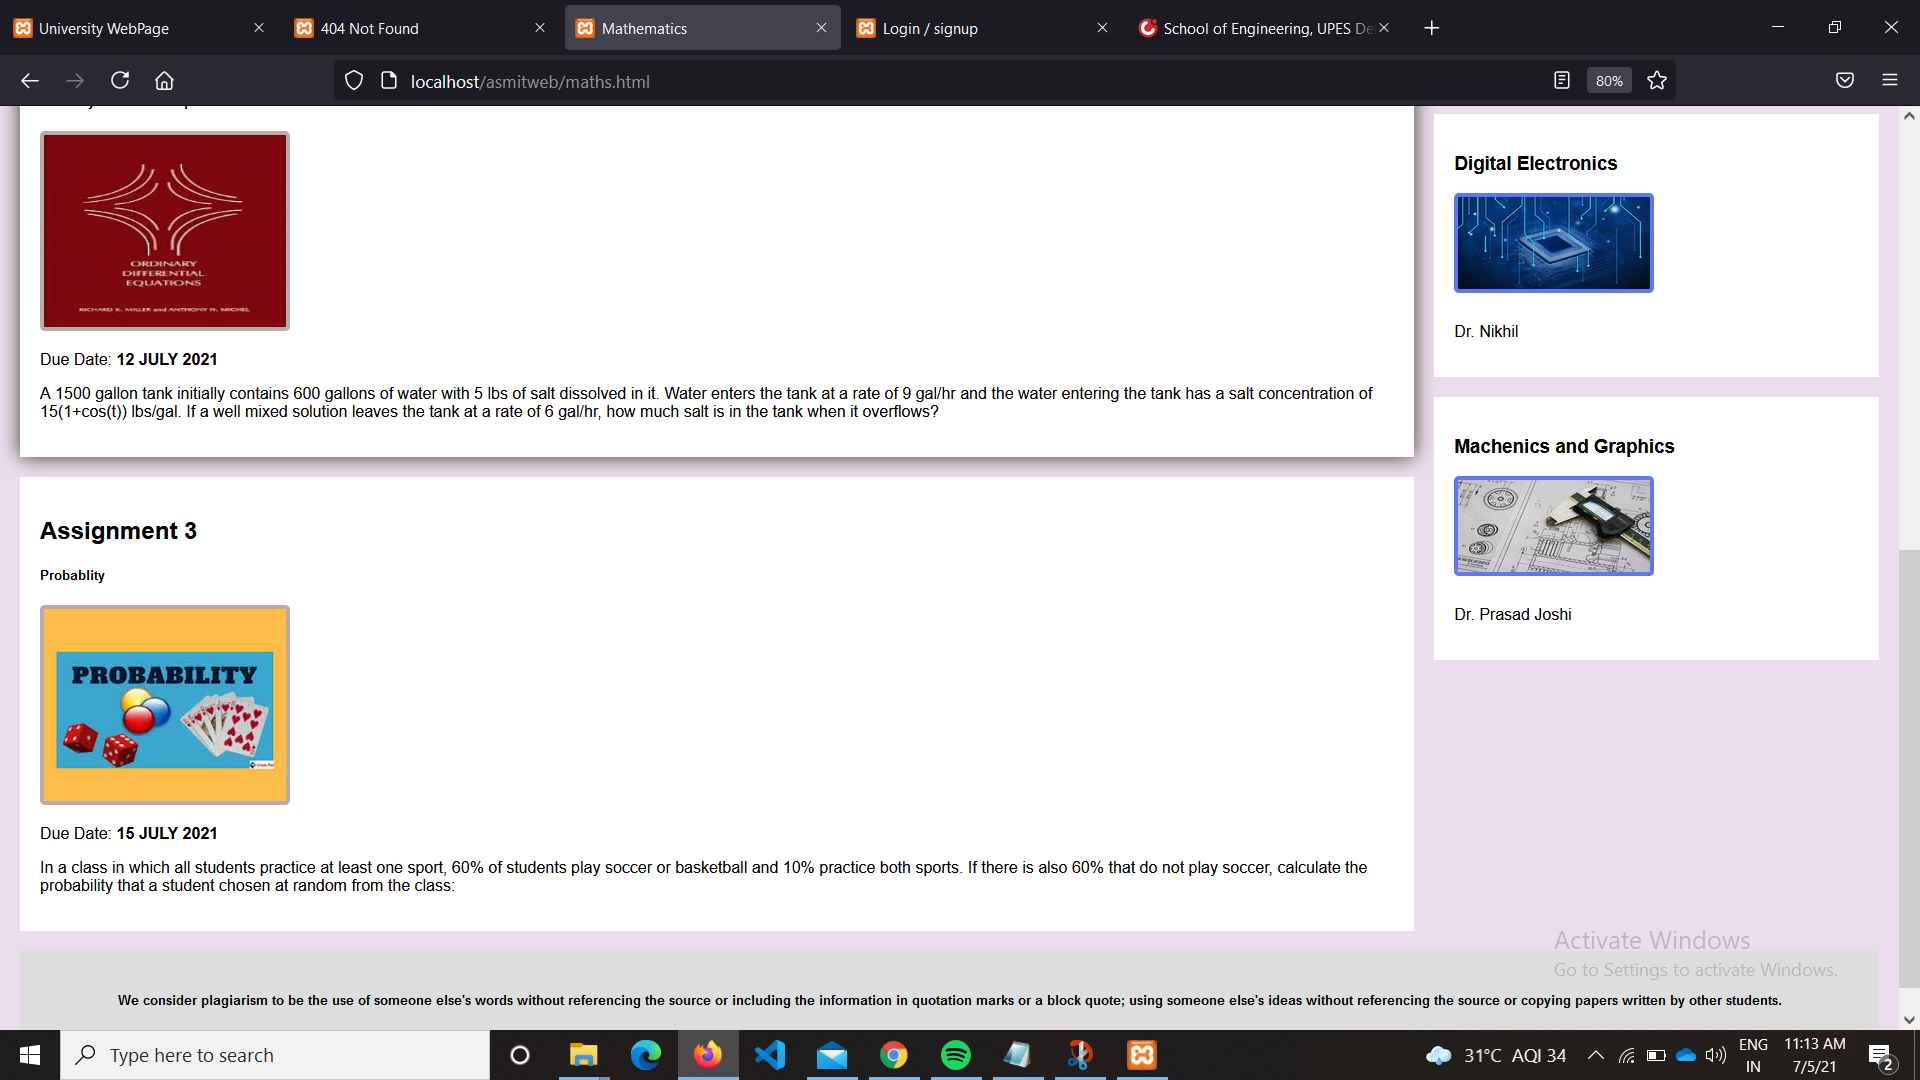 University WebPage
404 Not Found
Mathematics
Login / signup
School of Engineering, UPES De
localhost/asmitweb/maths.html
80%
ORDINARY
DIFFERENTIAL
EQUATIONS
RICHARD K. MILLER and ANTHONY N. MICHEL
Due Date: 12 JULY 2021
A 1500 gallon tank initially contains 600 gallons of water with 5 lbs of salt dissolved in it. Water enters the tank at a rate of 9 gal/hr and the water entering the tank has a salt concentration of
15(1+cos(t)) lbs/gal. If a well mixed solution leaves the tank at a rate of 6 gal/hr, how much salt is in the tank when it overflows?
Assignment 3
Probablity
PROBABILITY
Due Date: 15 JULY 2021
In a class in which all students practice at least one sport, 60% of students play soccer or basketball and 10% practice both sports. If there is also 60% that do not play soccer, calculate the
probability that a student chosen at random from the class:
Digital Electronics
Dr. Nikhil
Machenics and Graphics
Dr. Prasad Joshi
Activate Windows
Go to Settings to activate Windows.
We consider plagiarism to be the use of someone else's words without referencing the source or including the information in quotation marks or a block quote; using someone else's ideas without referencing the source or copying papers written by other students.
Type here to search
31°C AQI 34
ENG
IN
11:13 AM
7/5/21
2